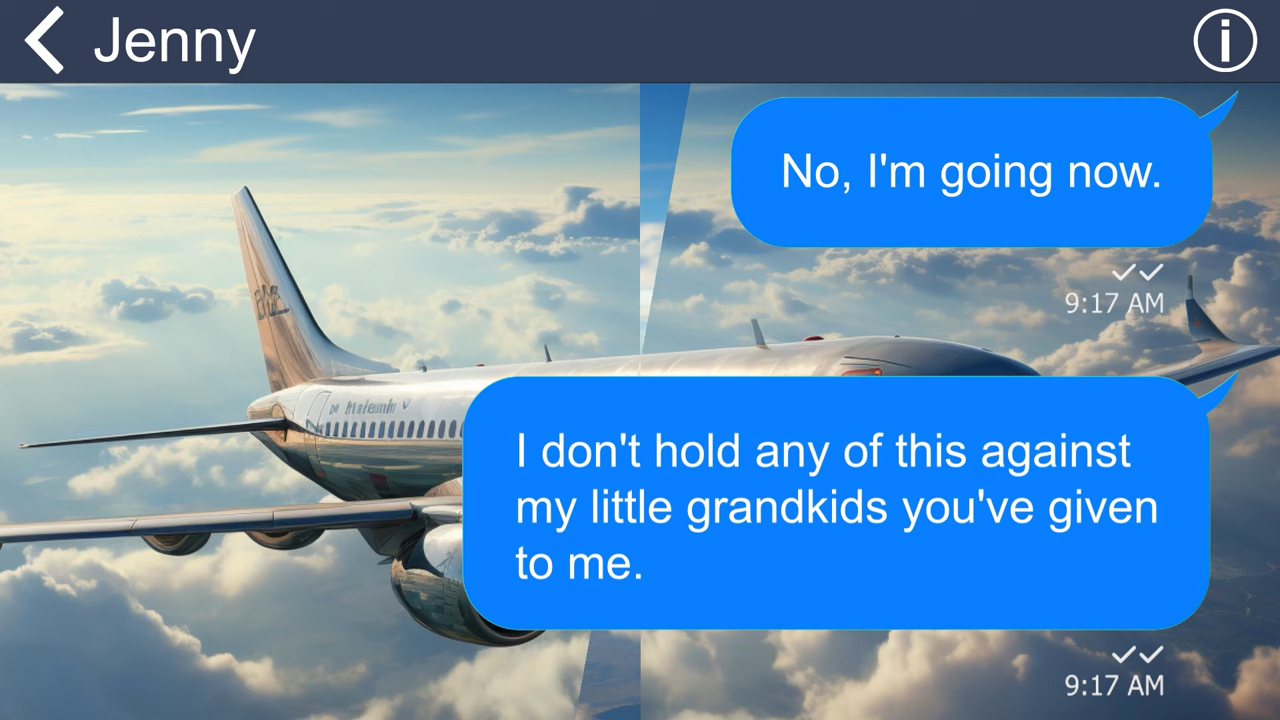 Jenny
No, I'm going now.
9:17 AM
I don't hold any of this against
my little grandkids you've given
to me.
9:17 AM